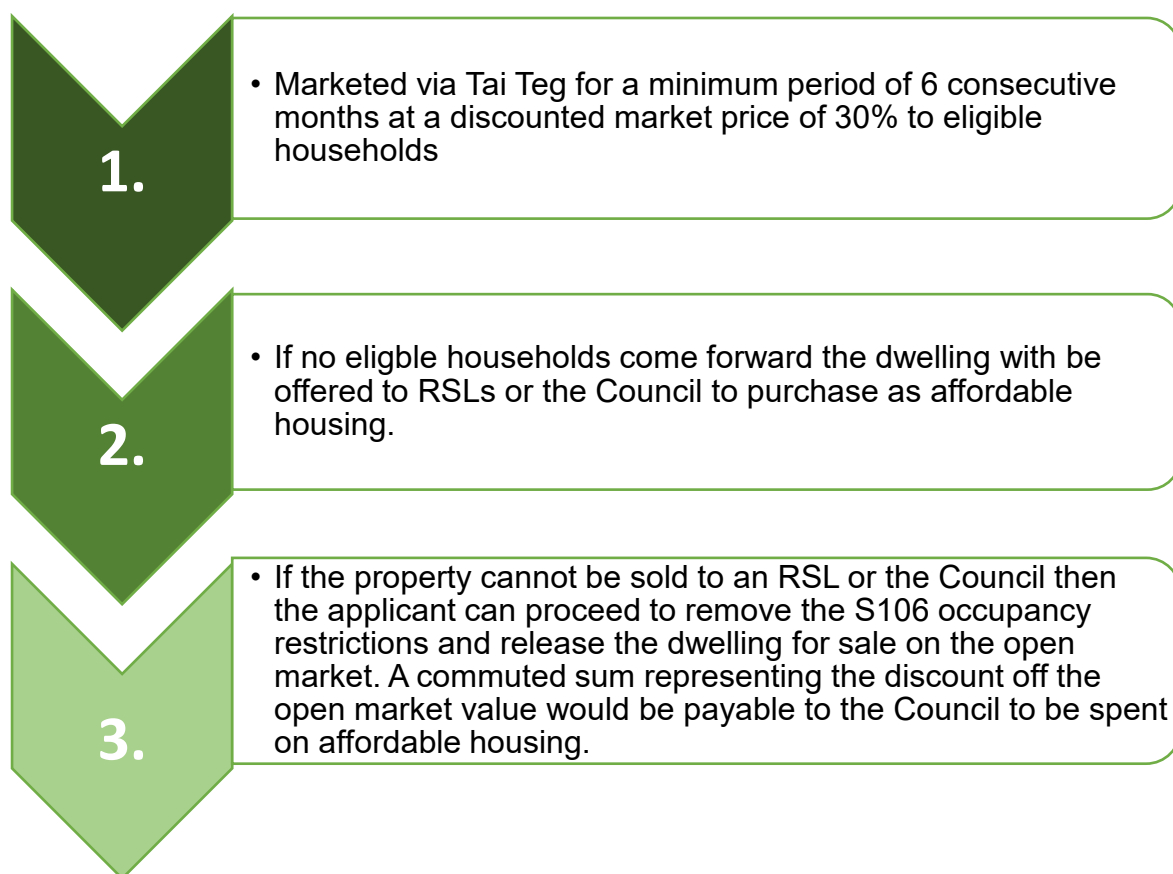 1.
• Marketed via Tai Teg for a minimum period of 6 consecutive
months at a discounted market price of 30% to eligible
households
2.
• If no eligble households come forward the dwelling with be
offered to RSLs or the Council to purchase as affordable
housing.
3.
• If the property cannot be sold to an RSL or the Council then
the applicant can proceed to remove the S106 occupancy
restrictions and release the dwelling for sale on the open
market. A commuted sum representing the discount off the
open market value would be payable to the Council to be spent
on affordable housing.